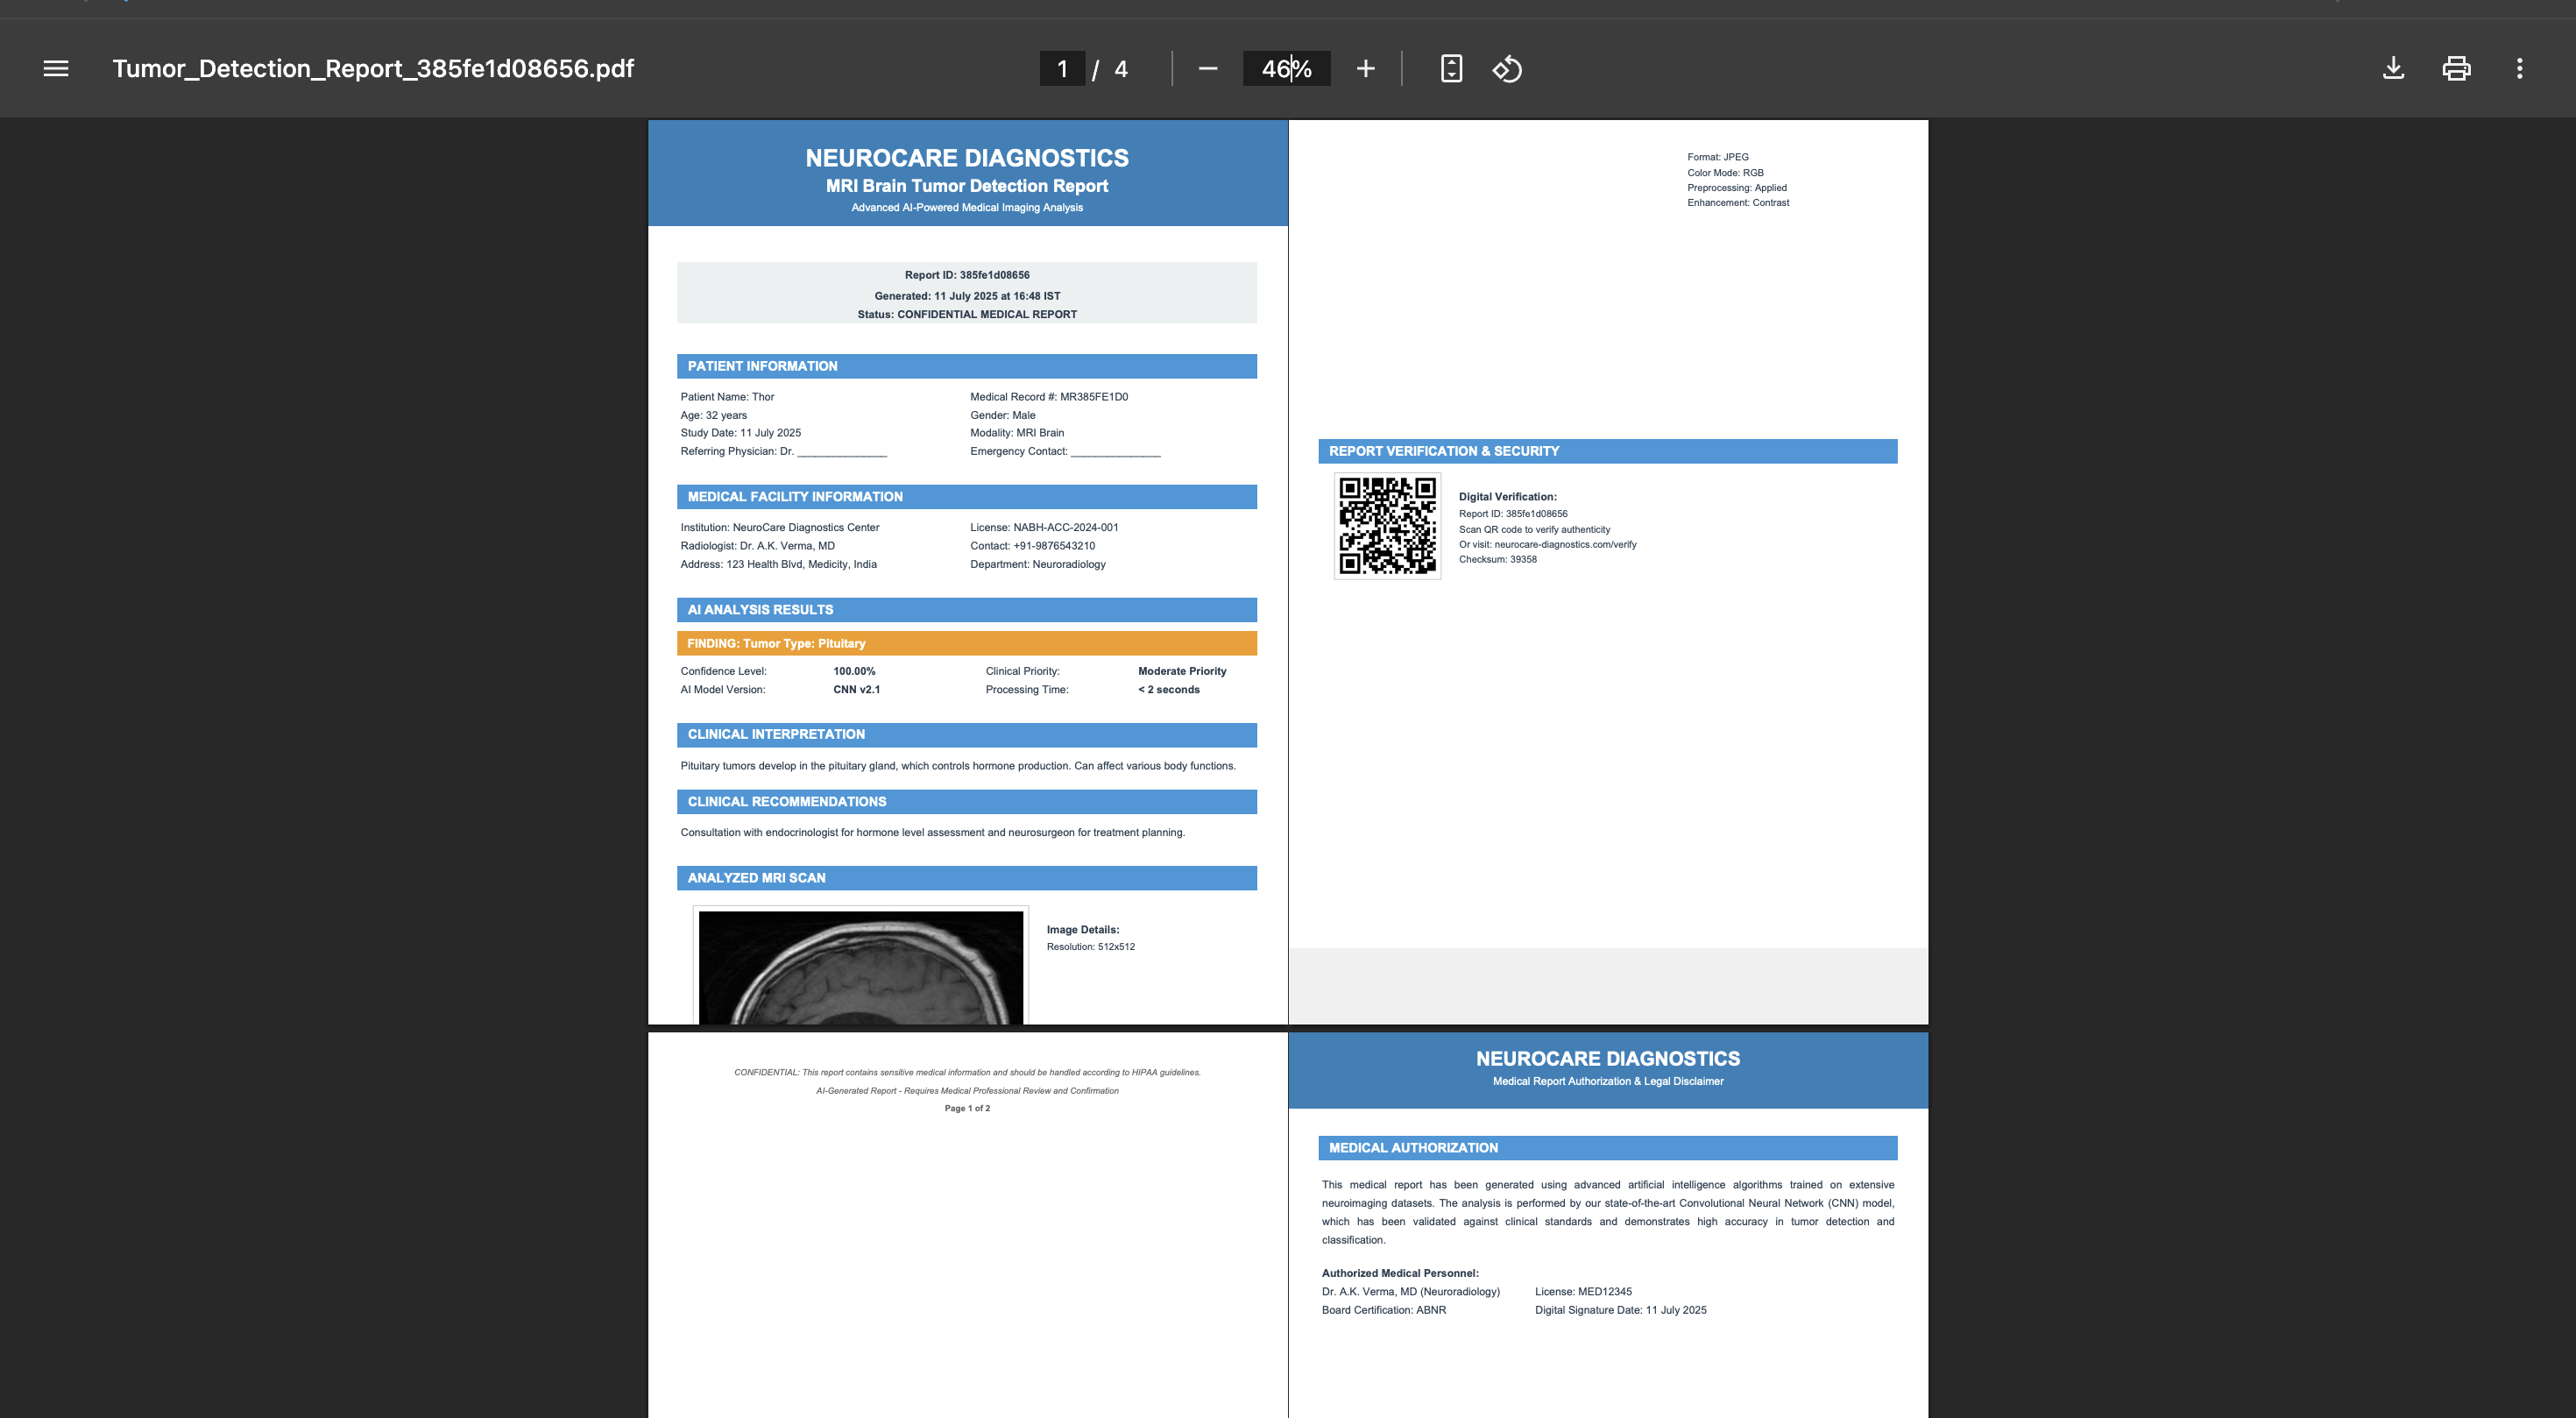 Tumor_Detection_Report_385fe1d08656.pdf
1 / 4
46%
NEUROCARE DIAGNOSTICS
MRI Brain Tumor Detection Report
Advanced AI-Powered Medical Imaging Analysis
Report ID: 385fe1d08656
Generated: 11 July 2025 at 16:48 IST
Status: CONFIDENTIAL MEDICAL REPORT
PATIENT INFORMATION
Patient Name: Thor
Medical Record #: MR385FE1D0
Age: 32 years
Gender: Male
Study Date: 11 July 2025
Modality: MRI Brain
Referring Physician: Dr. _______________
Emergency Contact: _______________
MEDICAL FACILITY INFORMATION
Institution: NeuroCare Diagnostics Center
License: NABH-ACC-2024-001
Radiologist: Dr. A.K. Verma, MD
Contact: +91-9876543210
Address: 123 Health Blvd, Medicity, India
Department: Neuroradiology
AI ANALYSIS RESULTS
FINDING: Tumor Type: Pituitary
Confidence Level: 100.00% Clinical Priority: Moderate Priority
AI Model Version: CNN v2.1 Processing Time: < 2 seconds
CLINICAL INTERPRETATION
Pituitary tumors develop in the pituitary gland, which controls hormone production. Can affect various body functions.
CLINICAL RECOMMENDATIONS
Consultation with endocrinologist for hormone level assessment and neurosurgeon for treatment planning.
ANALYZED MRI SCAN
Image Details:
Resolution: 512x512
Format: JPEG
Color Mode: RGB
Preprocessing: Applied
Enhancement: Contrast
REPORT VERIFICATION & SECURITY
Digital Verification:
Report ID: 385fe1d08656
Scan QR code to verify authenticity
Or visit: neurocare-diagnostics.com/verify
Checksum: 39358
CONFIDENTIAL: This report contains sensitive medical information and should be handled according to HIPAA guidelines.
AI-Generated Report - Requires Medical Professional Review and Confirmation
Page 1 of 2
NEUROCARE DIAGNOSTICS
Medical Report Authorization & Legal Disclaimer
MEDICAL AUTHORIZATION
This medical report has been generated using advanced artificial intelligence algorithms trained on extensive
neuroimaging datasets. The analysis is performed by our state-of-the-art Convolutional Neural Network (CNN) model,
which has been validated against clinical standards and demonstrates high accuracy in tumor detection and
classification.
Authorized Medical Personnel:
Dr. A.K. Verma, MD (Neuroradiology)
License: MED12345
Board Certification: ABNR
Digital Signature Date: 11 July 2025